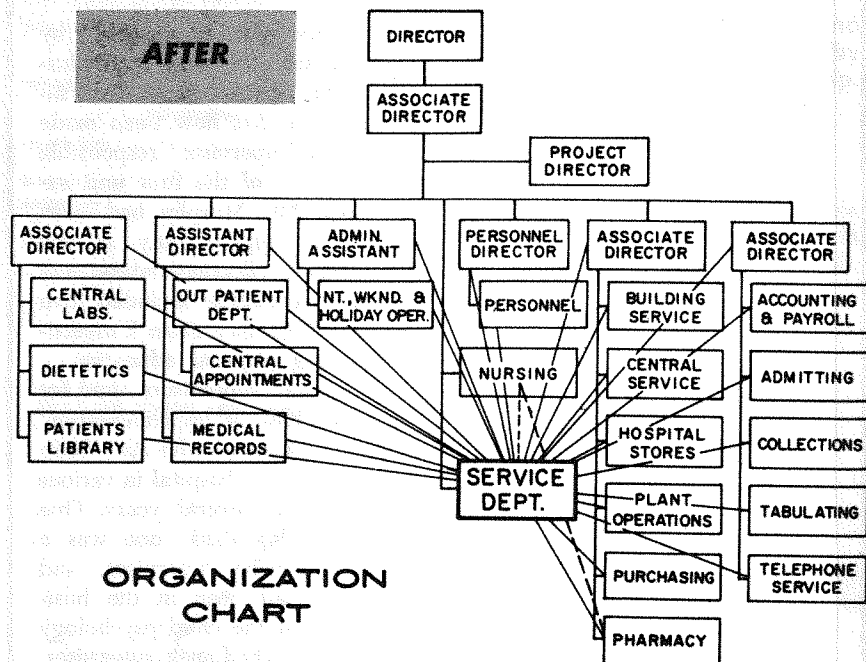 AFTER
DIRECTOR
ASSOCIATE
DIRECTOR
PROJECT
DIRECTOR
ASSOCIATE
DIRECTOR
ASSISTANT
DIRECTOR
ADMIN.
ASSISTANT
PERSONNEL
DIRECTOR
ASSOCIATE
DIRECTOR
ASSOCIATE
DIRECTOR
CENTRAL
LABS.
OUT PATIENT
DEPT.
NT., WKND. &
HOLIDAY OPER.
PERSONNEL
BUILDING
SERVICE
ACCOUNTING
& PAYROLL
DIETETICS
CENTRAL
APPOINTMENTS
NURSING
CENTRAL
SERVICE
ADMITTING
PATIENTS
LIBRARY
MEDICAL
RECORDS
HOSPITAL
STORES
COLLECTIONS
SERVICE
DEPT.
PLANT
OPERATIONS
TABULATING
PURCHASING
TELEPHONE
SERVICE
PHARMACY
ORGANIZATION
CHART